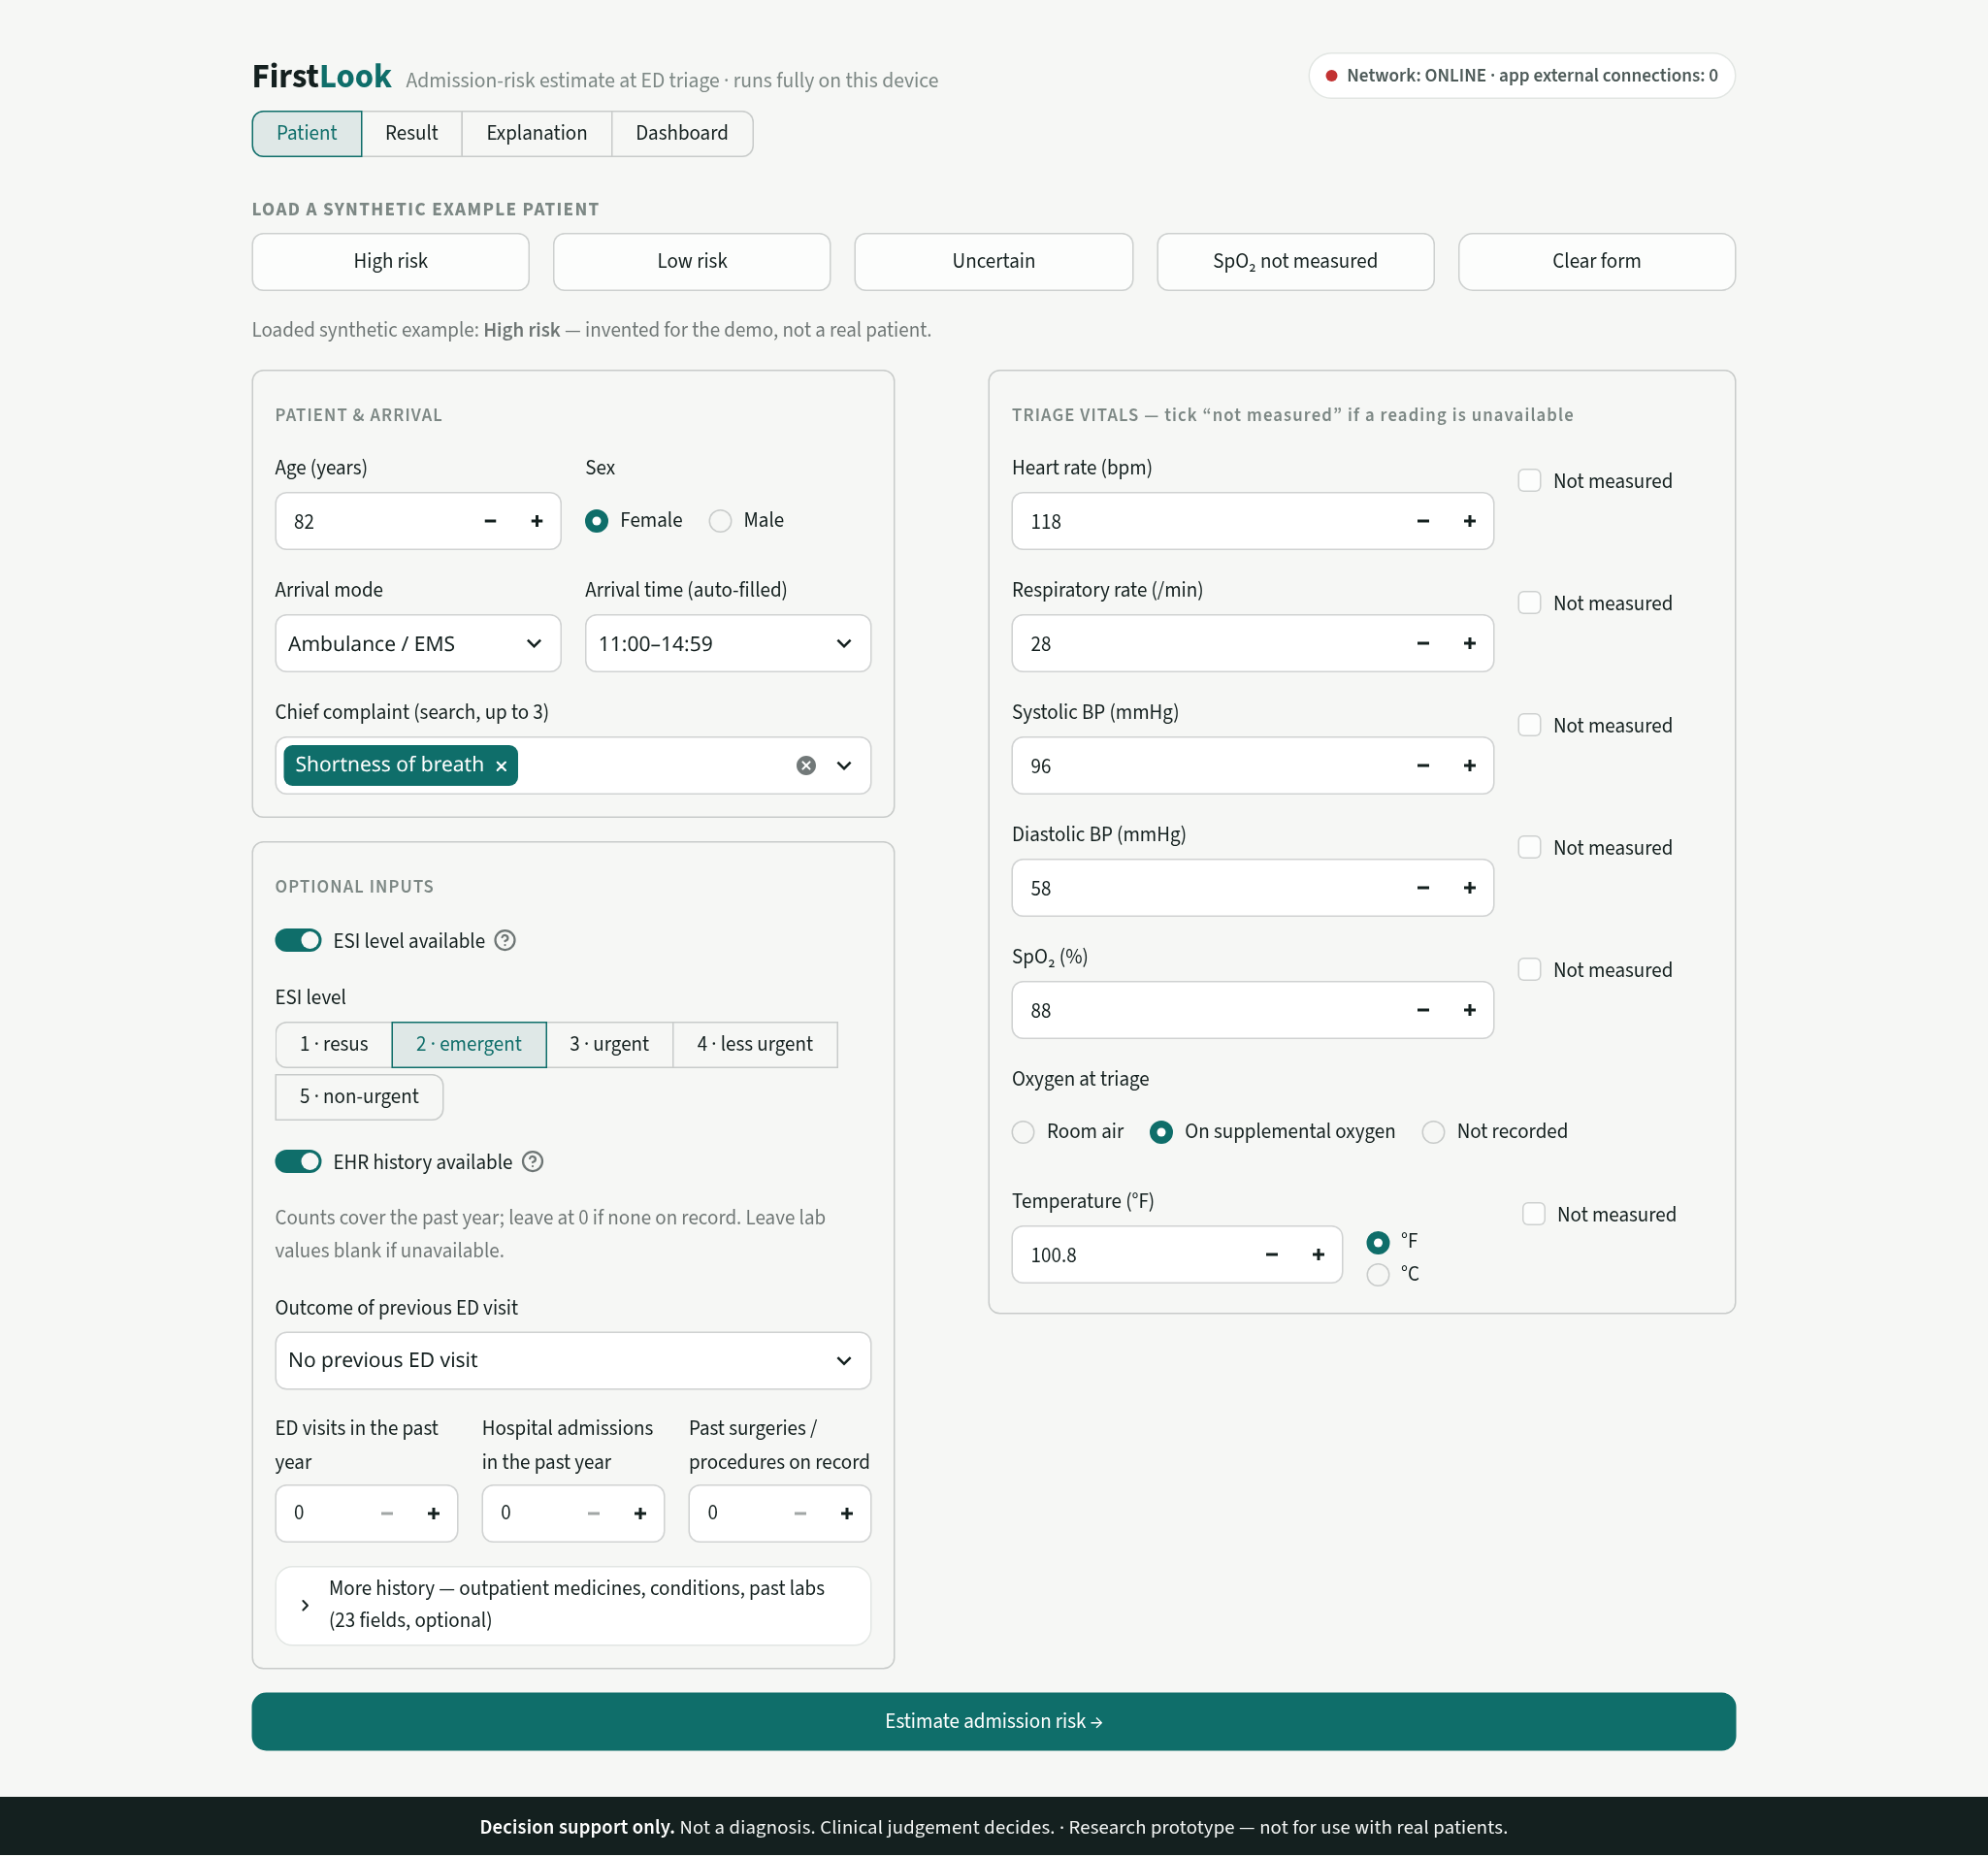 FirstLook Admission-risk estimate at ED triage · runs fully on this device
Network: ONLINE · app external connections: 0
Patient Result Explanation Dashboard
LOAD A SYNTHETIC EXAMPLE PATIENT
High risk Low risk Uncertain SpO₂ not measured Clear form
Loaded synthetic example: High risk — invented for the demo, not a real patient.
PATIENT & ARRIVAL
Age (years) Sex
82 − + Female Male
Arrival mode Arrival time (auto-filled)
Ambulance / EMS 11:00–14:59
Chief complaint (search, up to 3)
Shortness of breath ×
OPTIONAL INPUTS
ESI level available ?
ESI level
1 · resus 2 · emergent 3 · urgent 4 · less urgent
5 · non-urgent
EHR history available ?
Counts cover the past year; leave at 0 if none on record. Leave lab
values blank if unavailable.
Outcome of previous ED visit
No previous ED visit
ED visits in the past
year
Hospital admissions
in the past year
Past surgeries /
procedures on record
0 − + 0 − + 0 − +
More history — outpatient medicines, conditions, past labs
(23 fields, optional)
TRIAGE VITALS — tick “not measured” if a reading is unavailable
Heart rate (bpm) Not measured
118 − +
Respiratory rate (/min) Not measured
28 − +
Systolic BP (mmHg) Not measured
96 − +
Diastolic BP (mmHg) Not measured
58 − +
SpO₂ (%) Not measured
88 − +
Oxygen at triage
Room air On supplemental oxygen Not recorded
Temperature (°F) Not measured
100.8 − + °F
°C
Estimate admission risk →
Decision support only. Not a diagnosis. Clinical judgement decides. · Research prototype — not for use with real patients.